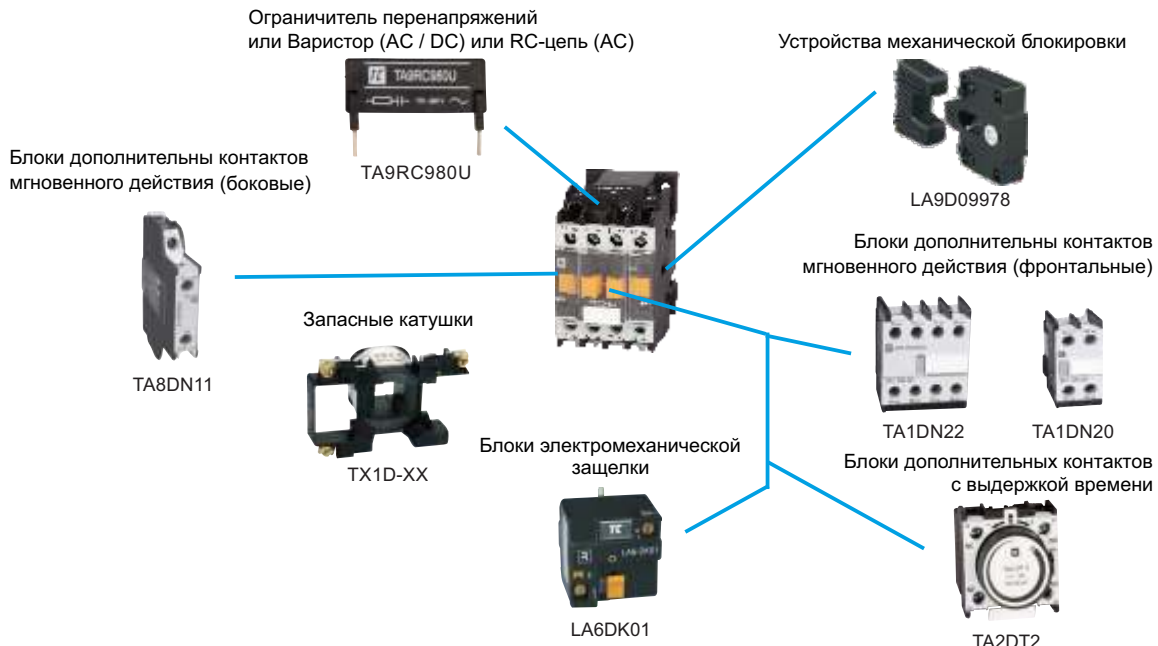 Ограничитель перенапряжений
или Варистор (AC / DC) или RC-цепь (AC)
TA9RC980U
TA9RC980U
Устройства механической блокировки
LA9D09978
Блоки дополнительны контактов
мгновенного действия (боковые)
TA8DN11
Запасные катушки
TX1D-XX
Блоки дополнительны контактов
мгновенного действия (фронтальные)
TA1DN22
TA1DN20
Блоки электромеханической
защелки
LA6DK01
Блоки дополнительных контактов
с выдержкой времени
TA2DT2